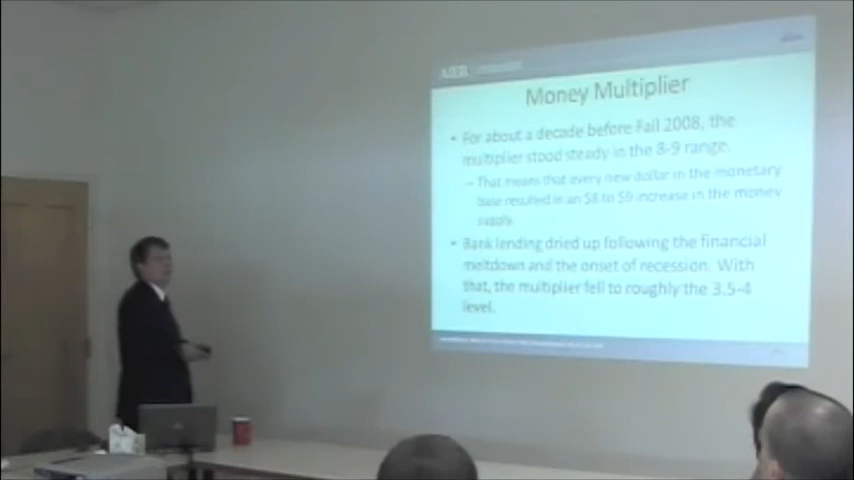 AIER
Money Multiplier
• For about a decade before Fall 2008, the
multiplier stood steady in the 8-9 range.
– That means that every new dollar in the monetary
base resulted in an $8 to $9 increase in the money
supply.
• Bank lending dried up following the financial
meltdown and the onset of recession. With
that, the multiplier fell to roughly the 3.5-4
level.